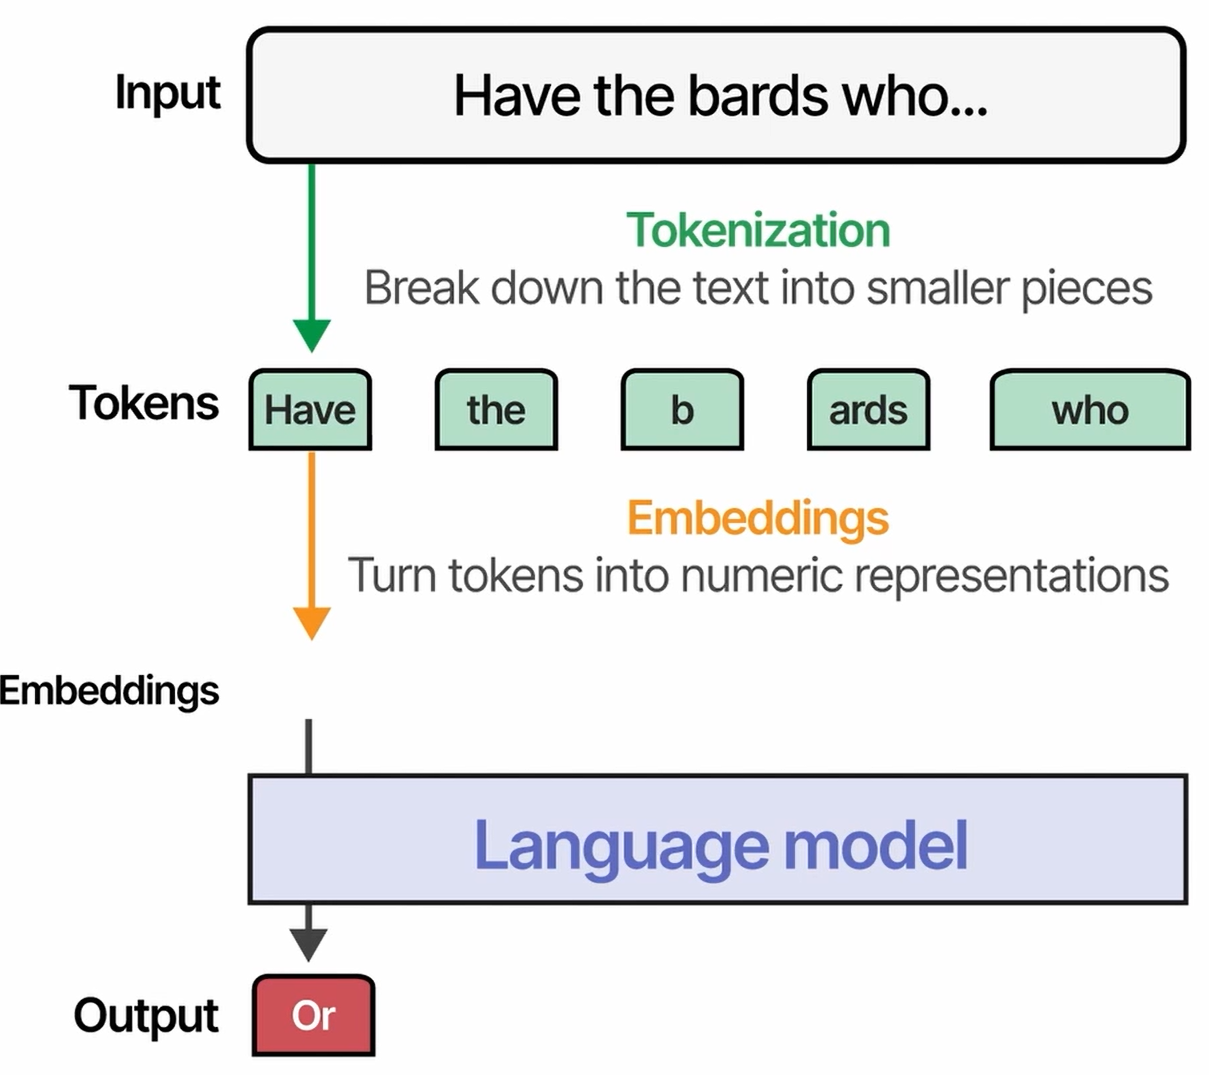 Input
Have the bards who...
Tokenization
Break down the text into smaller pieces
Tokens
Have the b ards who
Embeddings
Turn tokens into numeric representations
Embeddings
Language model
Output
Or